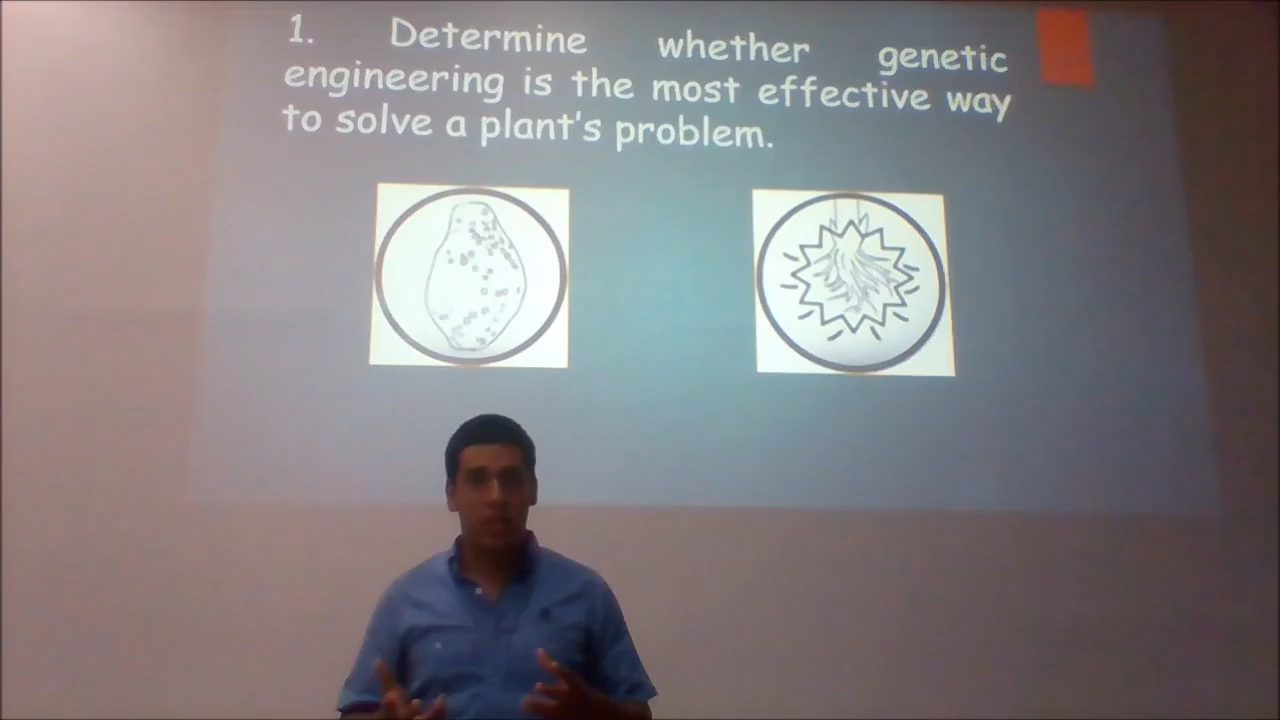 1. Determine whether genetic
engineering is the most effective way
to solve a plant's problem.